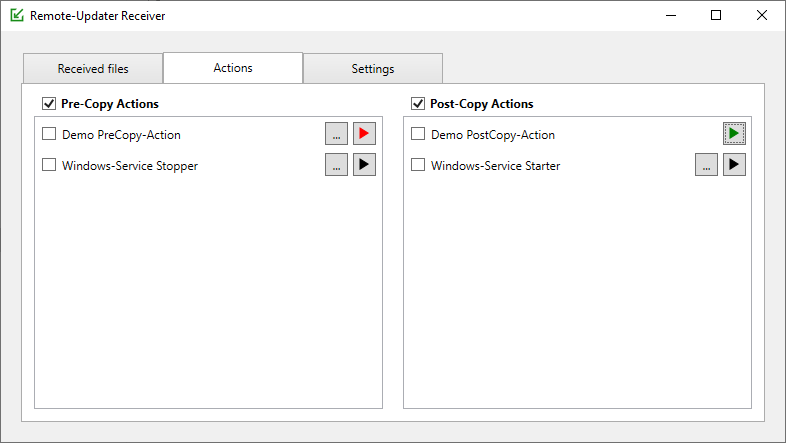 Remote-Updater Receiver
Received files
Actions
Settings
Pre-Copy Actions
Demo PreCopy-Action
...
Windows-Service Stopper
...
Post-Copy Actions
Demo PostCopy-Action
Windows-Service Starter
...